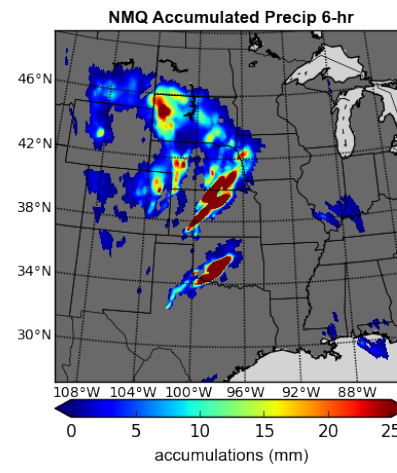 NMQ Accumulated Precip 6-hr
46°N
42°N
38°N
34°N
30°N
108°W 104°W 100°W 96°W 92°W 88°W
0 5 10 15 20 25
accumulations (mm)